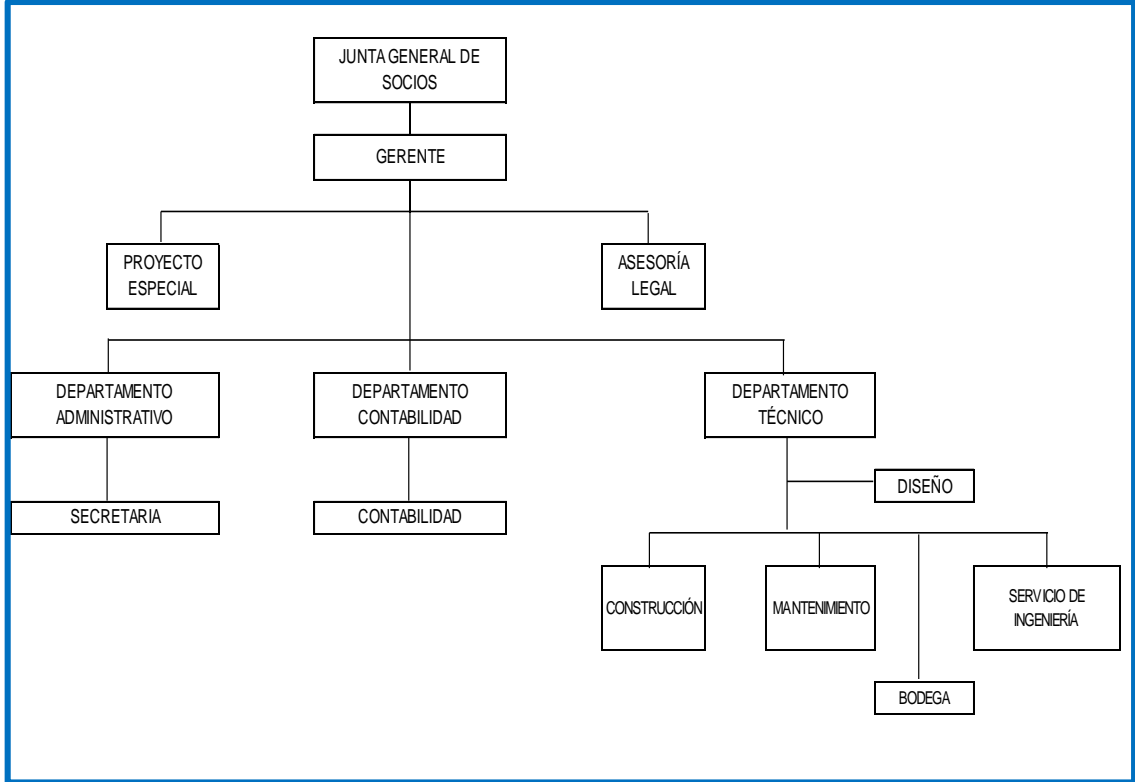 JUNTA GENERAL DE
SOCIOS
GERENTE
PROYECTO
ESPECIAL
ASESORÍA
LEGAL
DEPARTAMENTO
ADMINISTRATIVO
DEPARTAMENTO
CONTABILIDAD
DEPARTAMENTO
TÉCNICO
DISEÑO
SECRETARIA
CONTABILIDAD
CONSTRUCCIÓN
MANTENIMIENTO
SERVICIO DE
INGENIERÍA
BODEGA